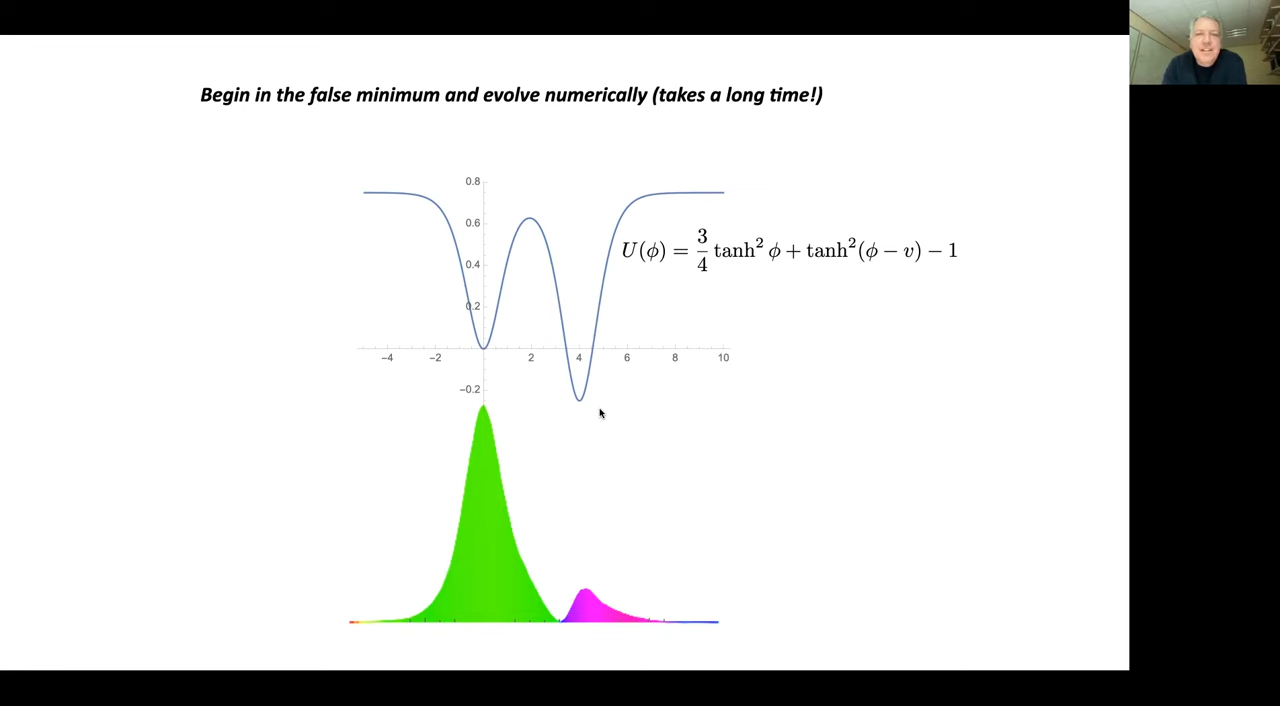 Begin in the false minimum and evolve numerically (takes a long time!)
0.8
0.6
0.4
0.2
−4 −2 2 4 6 8 10
−0.2
U(ϕ) = 3/4 tanh² ϕ + tanh²(ϕ − v) − 1